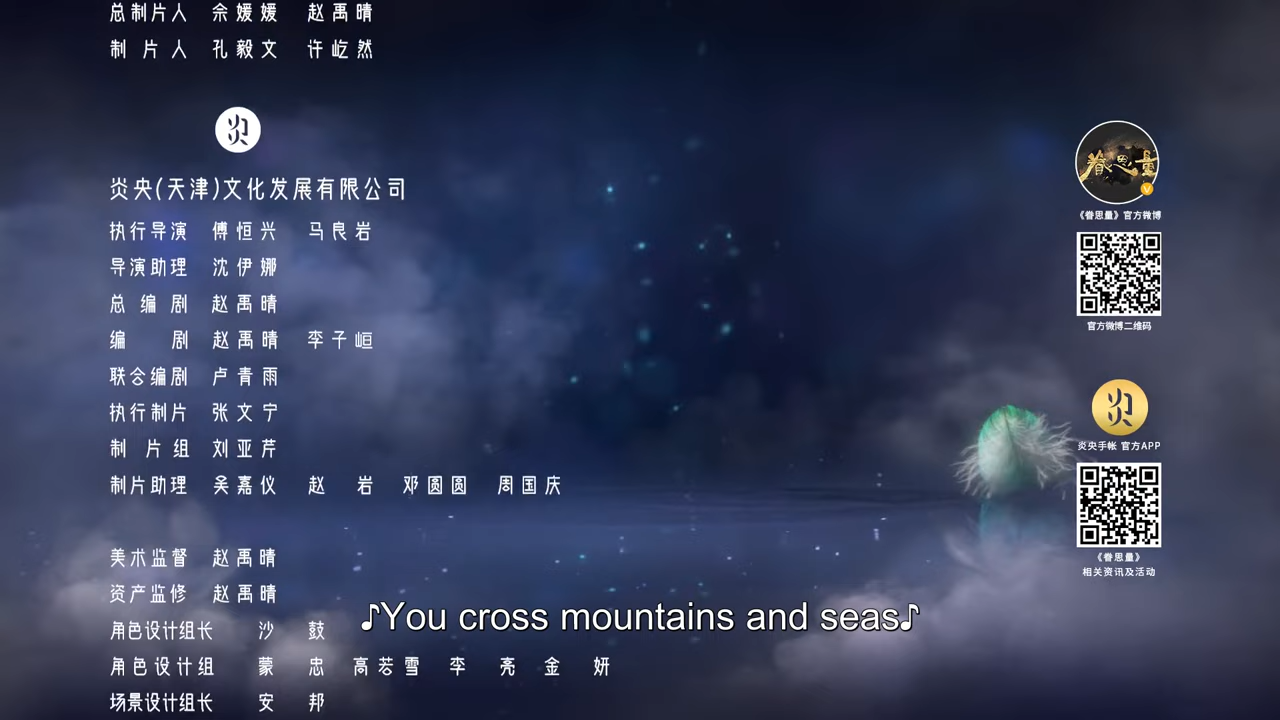 总制片人 佘媛媛 赵禹晴
制片人 孔毅文 许屹然
炎
炎央(天津)文化发展有限公司
执行导演 傅恒兴 马良岩
导演助理 沈伊娜
总编剧 赵禹晴
编剧 赵禹晴 李子峘
联合编剧 卢青雨
执行制片 张文宁
制片组 刘亚芹
制片助理 吴嘉仪 赵岩 邓圆圆 周国庆
美术监督 赵禹晴
资产监修 赵禹晴
角色设计组长 沙鼓
角色设计组 蒙忠 高若雪 李亮 金妍
场景设计组长 安邦
♪You cross mountains and seas♪
眷思量
V
《眷思量》官方微博
官方微博二维码
炎
炎央手帐 官方APP
《眷思量》
相关资讯及活动